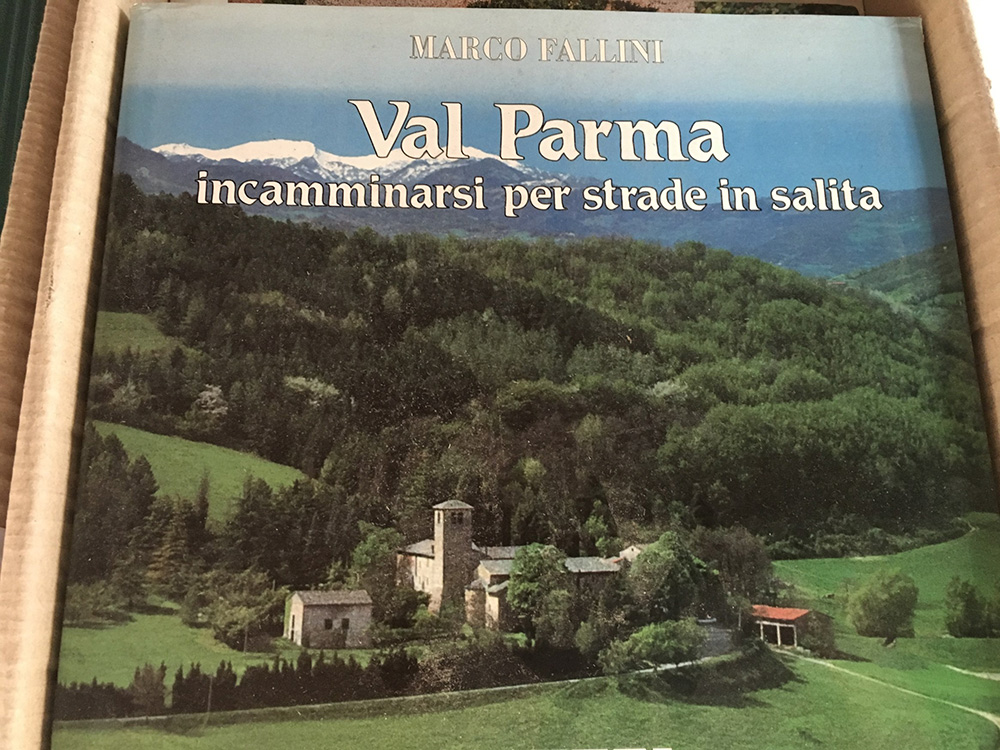 MARCO FALLINI
Val Parma
incamminarsi per strade in salita